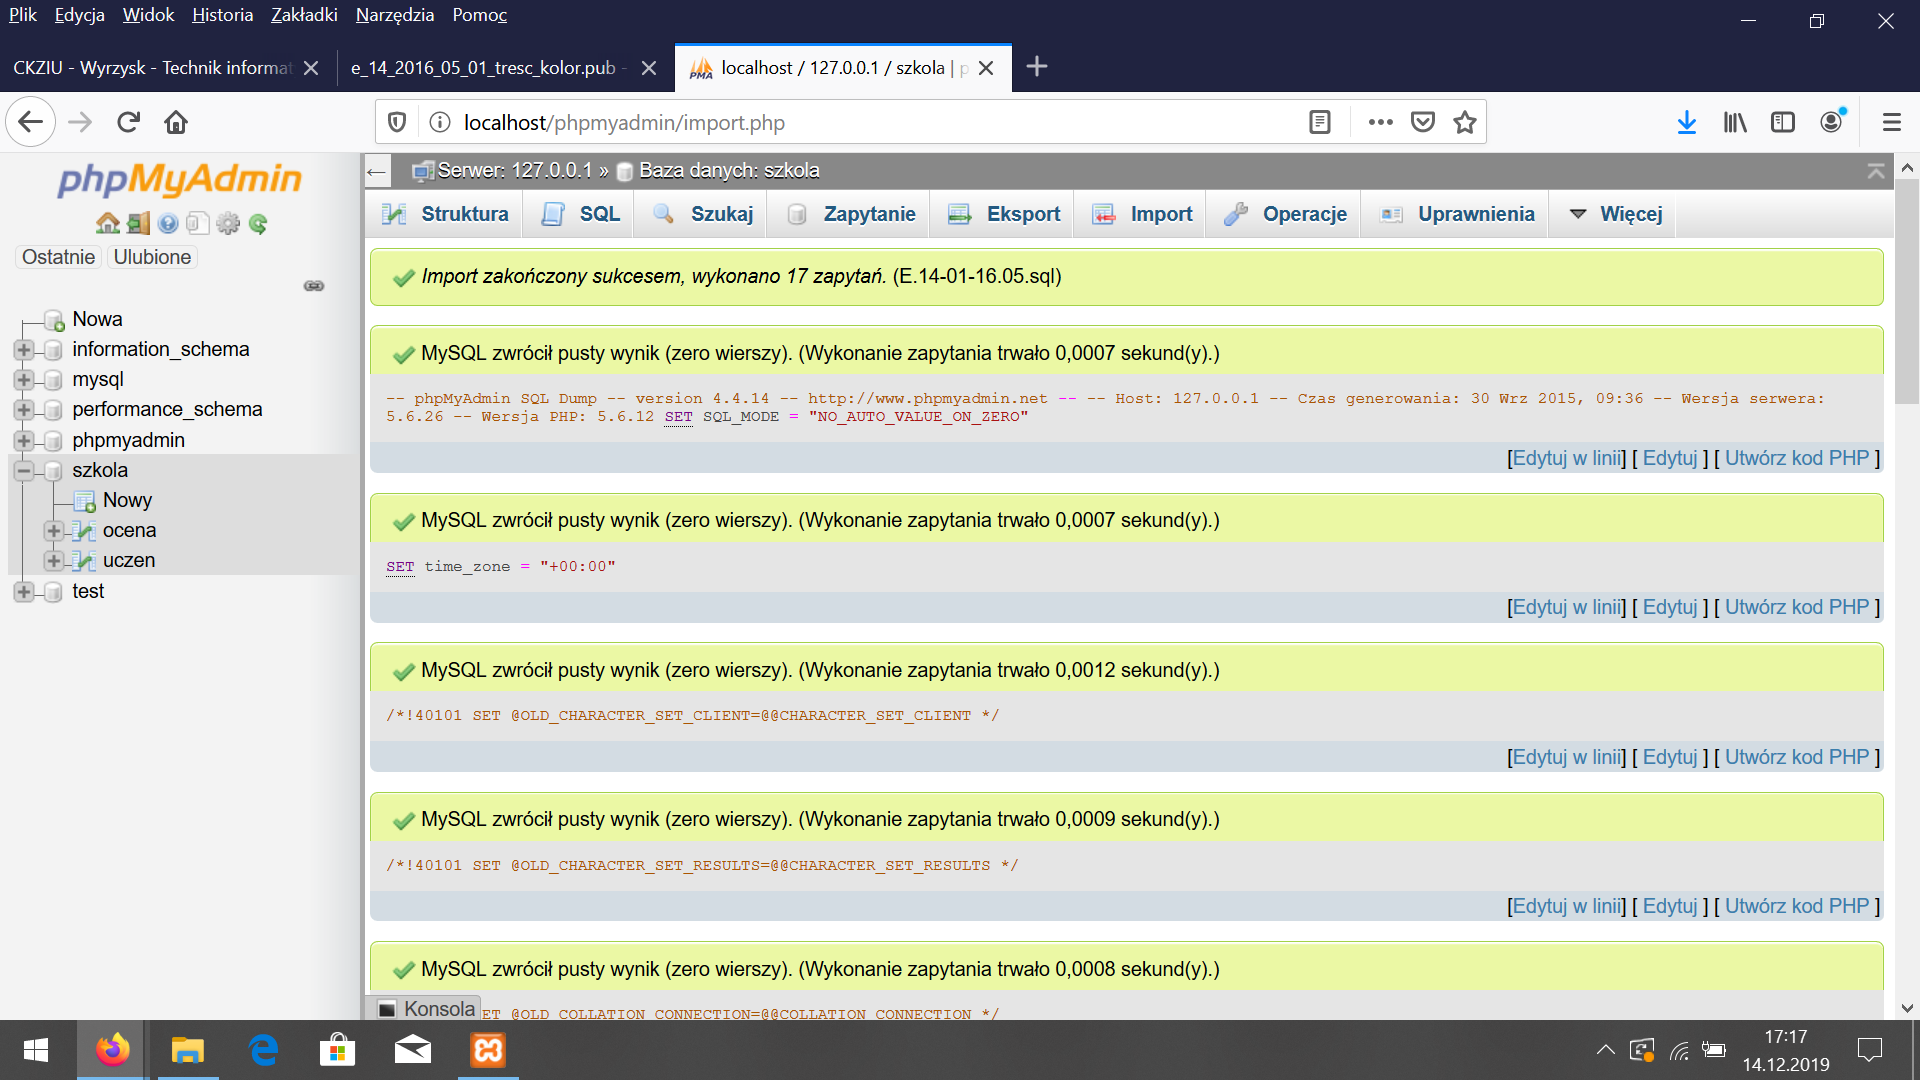 Plik Edycja Widok Historia Zakładki Narzędzia Pomoc
CKZIU - Wyrzysk - Technik informat
e_14_2016_05_01_tresc_kolor.pub -
localhost / 127.0.0.1 / szkola | p
localhost/phpmyadmin/import.php
phpMyAdmin
Ostatnie Ulubione
Nowa
information_schema
mysql
performance_schema
phpmyadmin
szkola
Nowy
ocena
uczen
test
Serwer: 127.0.0.1 » Baza danych: szkola
Struktura SQL Szukaj Zapytanie Eksport Import Operacje Uprawnienia Więcej
Import zakończony sukcesem, wykonano 17 zapytań. (E.14-01-16.05.sql)
MySQL zwrócił pusty wynik (zero wierszy). (Wykonanie zapytania trwało 0,0007 sekund(y).)
-- phpMyAdmin SQL Dump -- version 4.4.14 -- http://www.phpmyadmin.net -- -- Host: 127.0.0.1 -- Czas generowania: 30 Wrz 2015, 09:36 -- Wersja serwera:
5.6.26 -- Wersja PHP: 5.6.12 SET SQL_MODE = "NO_AUTO_VALUE_ON_ZERO"
[Edytuj w linii] [ Edytuj ] [ Utwórz kod PHP ]
MySQL zwrócił pusty wynik (zero wierszy). (Wykonanie zapytania trwało 0,0007 sekund(y).)
SET time_zone = "+00:00"
[Edytuj w linii] [ Edytuj ] [ Utwórz kod PHP ]
MySQL zwrócił pusty wynik (zero wierszy). (Wykonanie zapytania trwało 0,0012 sekund(y).)
/*!40101 SET @OLD_CHARACTER_SET_CLIENT=@@CHARACTER_SET_CLIENT */
[Edytuj w linii] [ Edytuj ] [ Utwórz kod PHP ]
MySQL zwrócił pusty wynik (zero wierszy). (Wykonanie zapytania trwało 0,0009 sekund(y).)
/*!40101 SET @OLD_CHARACTER_SET_RESULTS=@@CHARACTER_SET_RESULTS */
[Edytuj w linii] [ Edytuj ] [ Utwórz kod PHP ]
MySQL zwrócił pusty wynik (zero wierszy). (Wykonanie zapytania trwało 0,0008 sekund(y).)
Konsola
ET @OLD_COLLATION_CONNECTION=@@COLLATION_CONNECTION */
17:17
14.12.2019